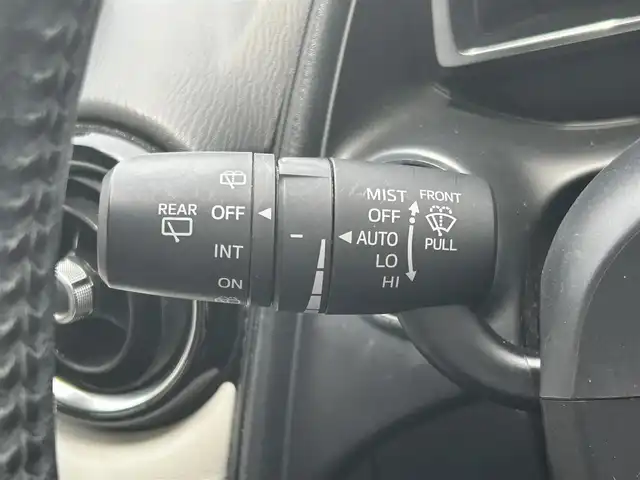 REAR
OFF
INT
ON
MIST
OFF
AUTO
LO
HI
FRONT
PULL